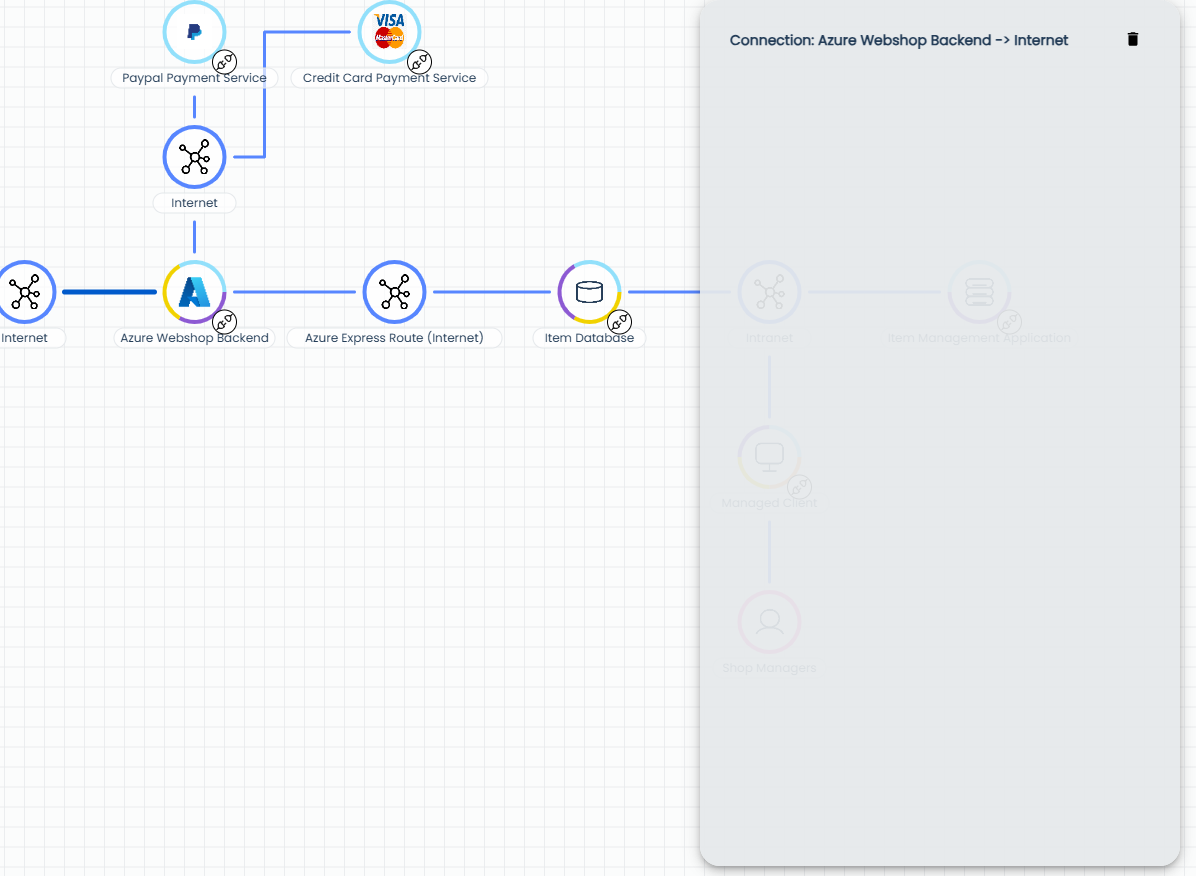 VISA
MasterCard
Connection: Azure Webshop Backend -> Internet
Paypal Payment Service
Credit Card Payment Service
Internet
Internet
Azure Webshop Backend
Azure Express Route (Internet)
Item Database
Intranet
Item Management Application
Managed Client
Shop Managers